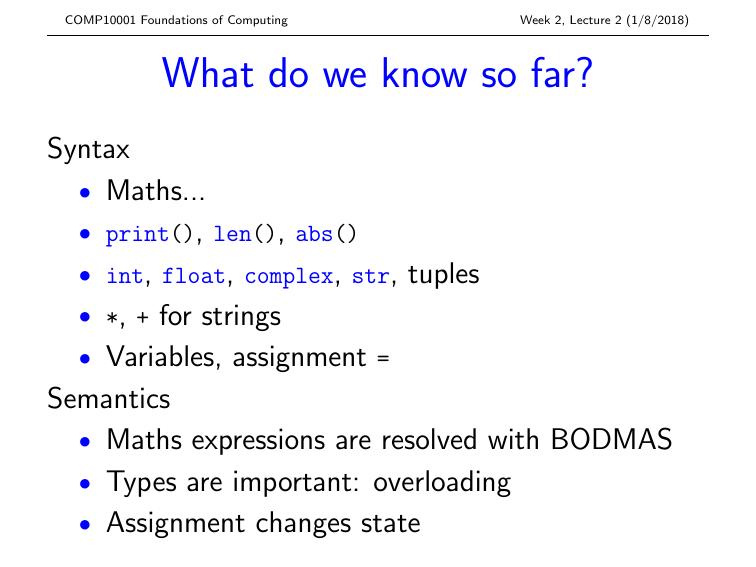 COMP10001 Foundations of Computing Week 2, Lecture 2 (1/8/2018)
What do we know so far?
Syntax
• Maths...
• print(), len(), abs()
• int, float, complex, str, tuples
• *, + for strings
• Variables, assignment =
Semantics
• Maths expressions are resolved with BODMAS
• Types are important: overloading
• Assignment changes state